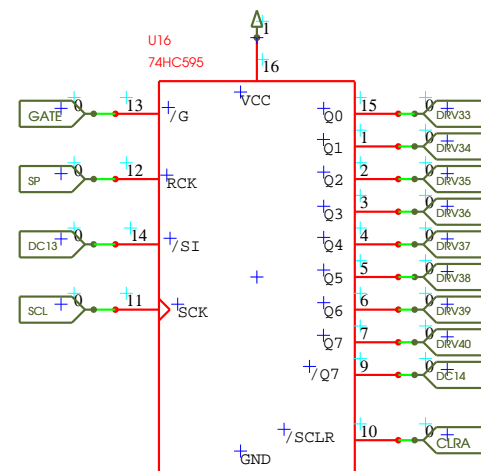 1
U16
74HC595
16
VCC
GATE 0 13 /G Q0 15 0 DRV33
Q1 1 0 DRV34
SP 0 12 RCK Q2 2 0 DRV35
Q3 3 0 DRV36
DC13 0 14 /SI Q4 4 0 DRV37
Q5 5 0 DRV38
SCL 0 11 SCK Q6 6 0 DRV39
Q7 7 0 DRV40
/Q7 9 0 DC14
/SCLR 10 0 CLRA
GND